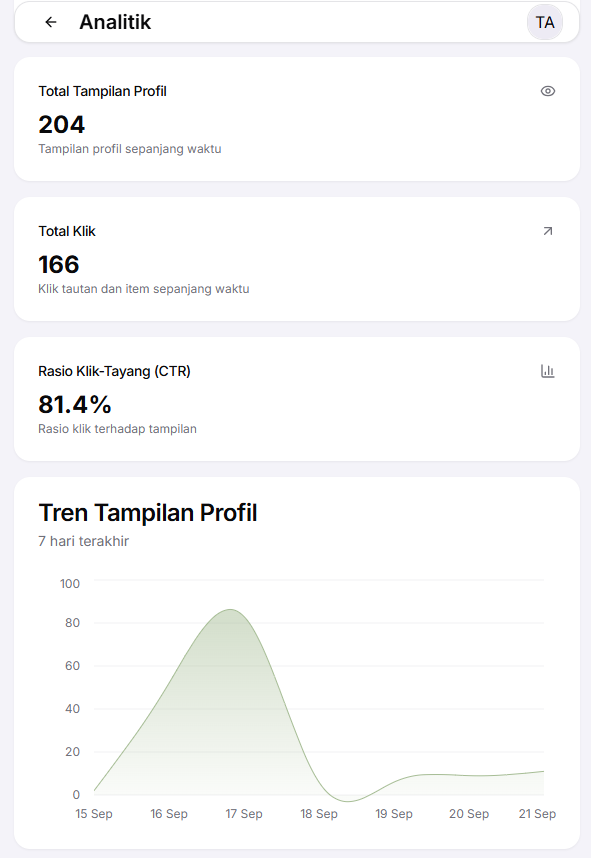 Analitik
TA
Total Tampilan Profil
204
Tampilan profil sepanjang waktu
Total Klik
166
Klik tautan dan item sepanjang waktu
Rasio Klik-Tayang (CTR)
81.4%
Rasio klik terhadap tampilan
Tren Tampilan Profil
7 hari terakhir
100
80
60
40
20
0
15 Sep
16 Sep
17 Sep
18 Sep
19 Sep
20 Sep
21 Sep